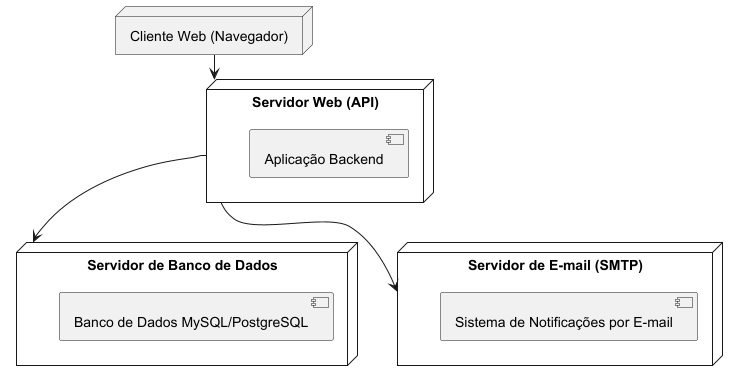 Cliente Web (Navegador)
Servidor Web (API)
Aplicação Backend
Servidor de Banco de Dados
Banco de Dados MySQL/PostgreSQL
Servidor de E-mail (SMTP)
Sistema de Notificações por E-mail